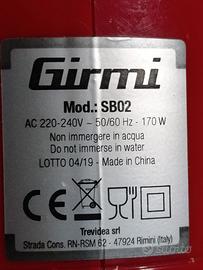 Girmi
Mod.: SB02
AC 220-240V ~ 50/60 Hz - 170 W
Non immergere in acqua
Do not immerse in water
LOTTO 04/19 - Made in China
CE
Trevidea srl
Strada Cons. RN-RSM 62 - 47924 Rimini (Italy)
subito